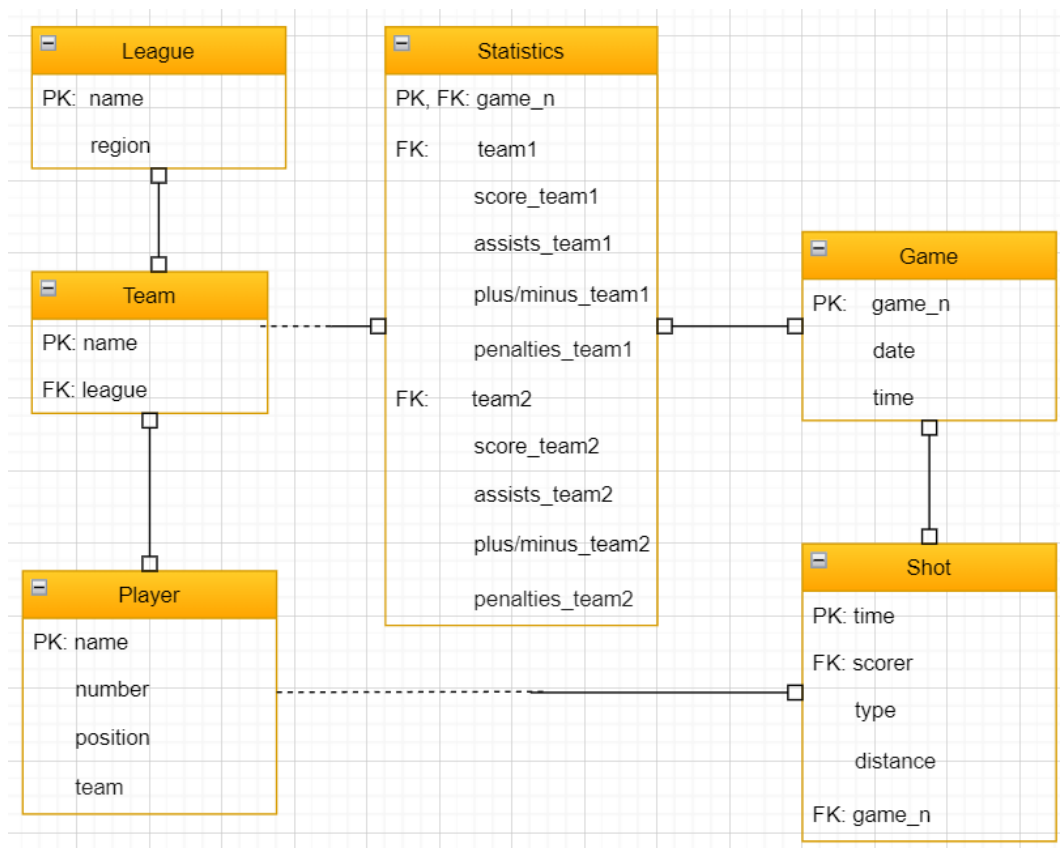 League
PK: name
region
Team
PK: name
FK: league
Player
PK: name
number
position
team
Statistics
PK, FK: game_n
FK: team1
score_team1
assists_team1
plus/minus_team1
penalties_team1
FK: team2
score_team2
assists_team2
plus/minus_team2
penalties_team2
Game
PK: game_n
date
time
Shot
PK: time
FK: scorer
type
distance
FK: game_n